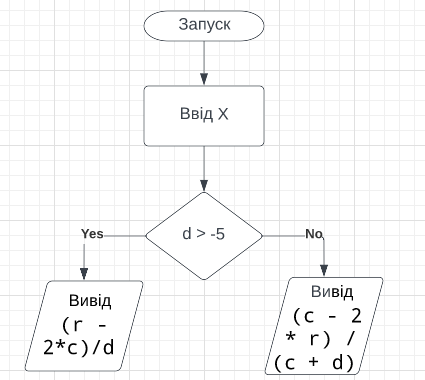 Запуск
Ввід X
d > -5
Yes
No
Вивід
(r -
2*c)/d
Вивід
(c - 2
* r) /
(c + d)